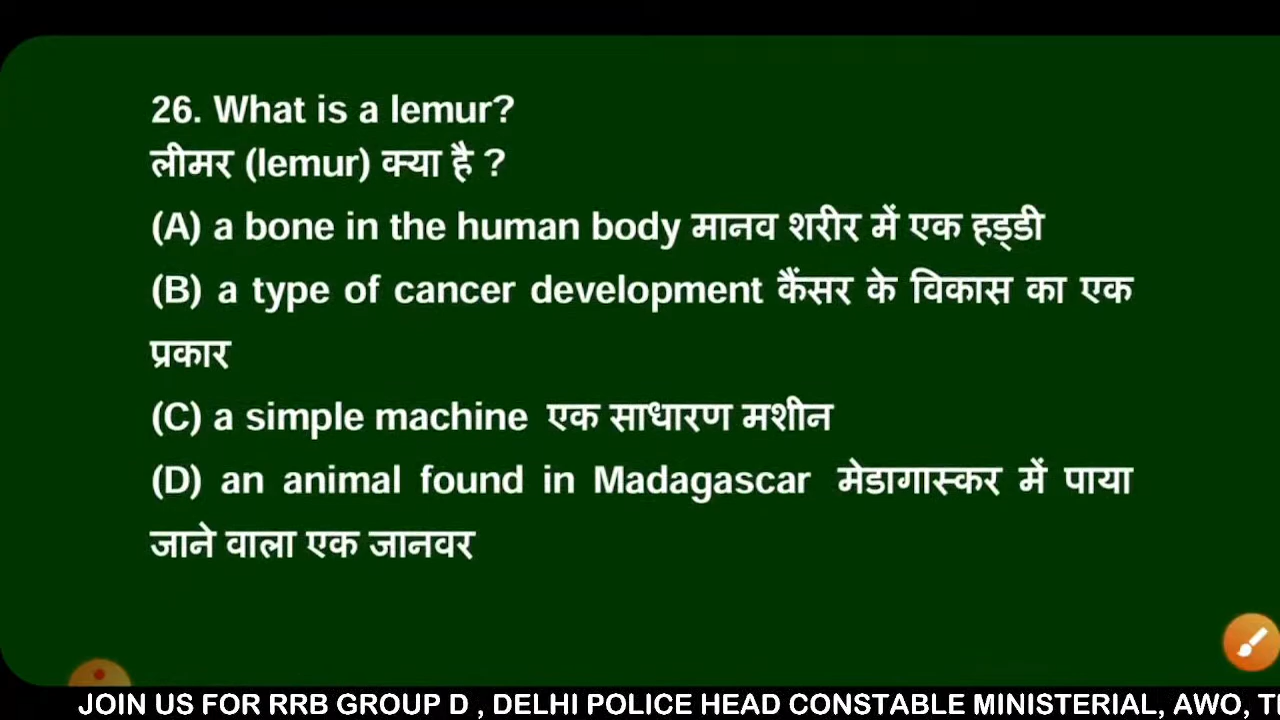 26. What is a lemur?
लीमर (lemur) क्या है ?
(A) a bone in the human body मानव शरीर में एक हड्डी
(B) a type of cancer development कैंसर के विकास का एक
प्रकार
(C) a simple machine एक साधारण मशीन
(D) an animal found in Madagascar मेडागास्कर में पाया
जाने वाला एक जानवर
JOIN US FOR RRB GROUP D , DELHI POLICE HEAD CONSTABLE MINISTERIAL, AWO,